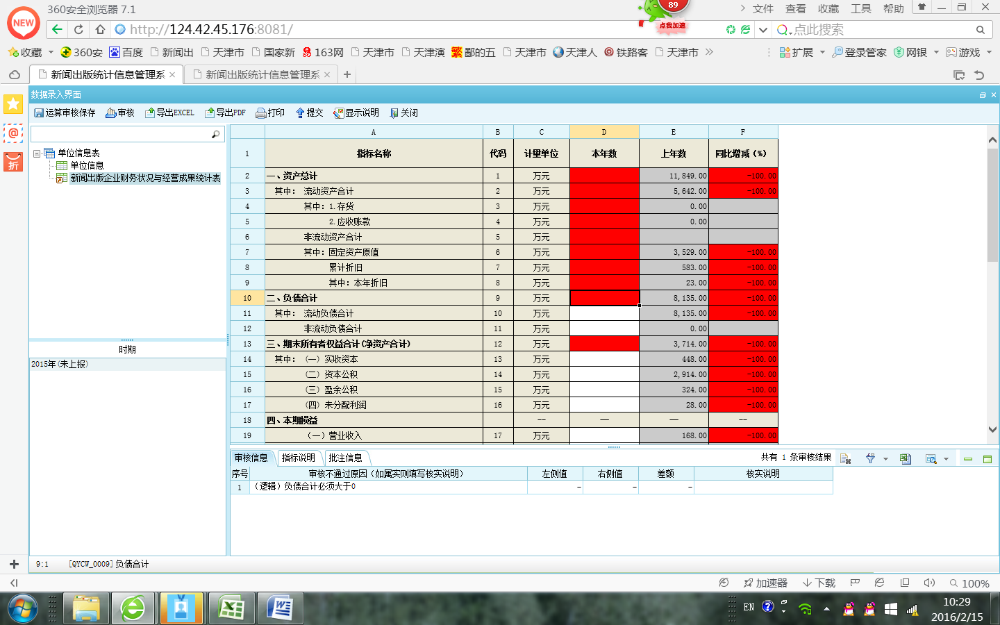 360安全浏览器 7.1
89
文件 查看 收藏 工具 帮助
NEW
点我加速
http://124.42.45.176:8081/
点此搜索
收藏 360安 百度 新闻出 天津市 国家新 163网 天津市 天津演 鄙的五 天津市 天津人 铁路客 天津市 扩展 登录管家 网银 游戏
新闻出版统计信息管理系 新闻出版统计信息管理系
数据录入界面
运算审核保存 审核 导出EXCEL 导出PDF 打印 提交 显示说明 关闭
折
单位信息表
单位信息
新闻出版企业财务状况与经营成果统计表
时期
2015年(未上报)
A B C D E F
1 指标名称 代码 计量单位 本年数 上年数 同比增减(%)
2 一、资产总计 1 万元 11,849.00 -100.00
3 其中: 流动资产合计 2 万元 5,642.00 -100.00
4 其中:1.存货 3 万元 0.00
5 2.应收账款 4 万元 0.00
6 非流动资产合计 5 万元
7 其中:固定资产原值 6 万元 3,529.00 -100.00
8 累计折旧 7 万元 583.00 -100.00
9 其中:本年折旧 8 万元 23.00 -100.00
10 二、负债合计 9 万元 8,135.00 -100.00
11 其中: 流动负债合计 10 万元 8,135.00 -100.00
12 非流动负债合计 11 万元 0.00
13 三、期末所有者权益合计(净资产合计) 12 万元 3,714.00 -100.00
14 其中: (一) 实收资本 13 万元 448.00 -100.00
15 (二) 资本公积 14 万元 2,914.00 -100.00
16 (三) 盈余公积 15 万元 324.00 -100.00
17 (四) 未分配利润 16 万元 28.00 -100.00
18 四、本期损益 -- — — --
19 (一)营业收入 17 万元 168.00 -100.00
审核信息 指标说明 批注信息 共有 1 条审核结果
序号 审核不通过原因(如属实则填写核实说明) 左侧值 右侧值 差额 核实说明
1 (逻辑)负债合计必须大于0 - - -
9:1 [QYCW_0009]负债合计
加速器 下载 100%
EN
10:29
2016/2/15